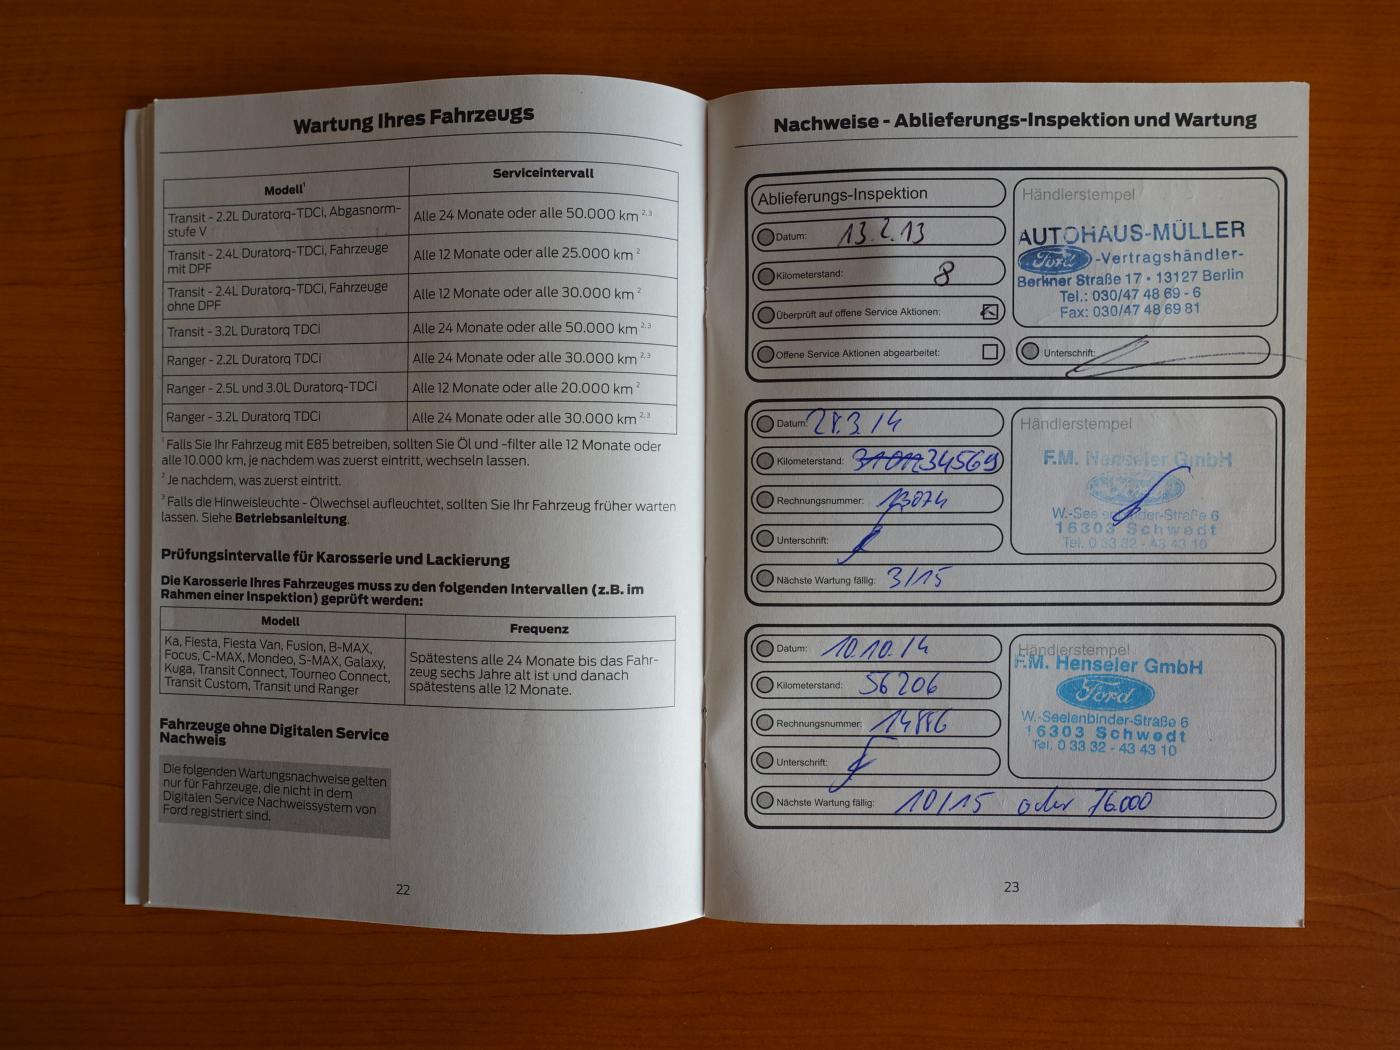 Wartung Ihres Fahrzeugs
Modell¹ Serviceintervall
Transit - 2.2L Duratorq-TDCi, Abgasnorm-
stufe V
Alle 24 Monate oder alle 50.000 km ²,³
Transit - 2.4L Duratorq-TDCi, Fahrzeuge
mit DPF
Alle 12 Monate oder alle 25.000 km ²
Transit - 2.4L Duratorq-TDCi, Fahrzeuge
ohne DPF
Alle 12 Monate oder alle 30.000 km ²
Transit - 3.2L Duratorq TDCi Alle 24 Monate oder alle 50.000 km ²,³
Ranger - 2.2L Duratorq TDCi Alle 24 Monate oder alle 30.000 km ²,³
Ranger - 2.5L und 3.0L Duratorq-TDCi Alle 12 Monate oder alle 20.000 km ²
Ranger - 3.2L Duratorq TDCi Alle 24 Monate oder alle 30.000 km ²,³
¹ Falls Sie Ihr Fahrzeug mit E85 betreiben, sollten Sie Öl und -filter alle 12 Monate oder
alle 10.000 km, je nachdem was zuerst eintritt, wechseln lassen.
² Je nachdem, was zuerst eintritt.
³ Falls die Hinweisleuchte - Ölwechsel aufleuchtet, sollten Sie Ihr Fahrzeug früher warten
lassen. Siehe Betriebsanleitung.
Prüfungsintervalle für Karosserie und Lackierung
Die Karosserie Ihres Fahrzeuges muss zu den folgenden Intervallen (z.B. im
Rahmen einer Inspektion) geprüft werden:
Modell Frequenz
Ka, Fiesta, Fiesta Van, Fusion, B-MAX,
Focus, C-MAX, Mondeo, S-MAX, Galaxy,
Kuga, Transit Connect, Tourneo Connect,
Transit Custom, Transit und Ranger
Spätestens alle 24 Monate bis das Fahr-
zeug sechs Jahre alt ist und danach
spätestens alle 12 Monate.
Fahrzeuge ohne Digitalen Service
Nachweis
Die folgenden Wartungsnachweise gelten
nur für Fahrzeuge, die nicht in dem
Digitalen Service Nachweissystem von
Ford registriert sind.
22
Nachweise - Ablieferungs-Inspektion und Wartung
Ablieferungs-Inspektion
Datum: 13.2.13
Kilometerstand: 8
Überprüft auf offene Service Aktionen:
Offene Service Aktionen abgearbeitet:
Händlerstempel
AUTOHAUS-MÜLLER
Ford -Vertragshändler-
Berkner Straße 17 · 13127 Berlin
Tel.: 030/47 48 69 - 6
Fax: 030/47 48 69 81
Unterschrift:
Datum: 28.3.14
Kilometerstand: 34569
Rechnungsnummer: 13074
Unterschrift:
Nächste Wartung fällig: 3/15
Händlerstempel
F.M. Henseler GmbH
Ford
W.-Seelenbinder-Straße 6
16303 Schwedt
Tel. 0 33 32 - 43 43 10
Datum: 10.10.14
Kilometerstand: 56206
Rechnungsnummer: 14886
Unterschrift:
Nächste Wartung fällig: 10/15 oder 76.000
Händlerstempel
F.M. Henseler GmbH
Ford
W.-Seelenbinder-Straße 6
16303 Schwedt
Tel. 0 33 32 - 43 43 10
23